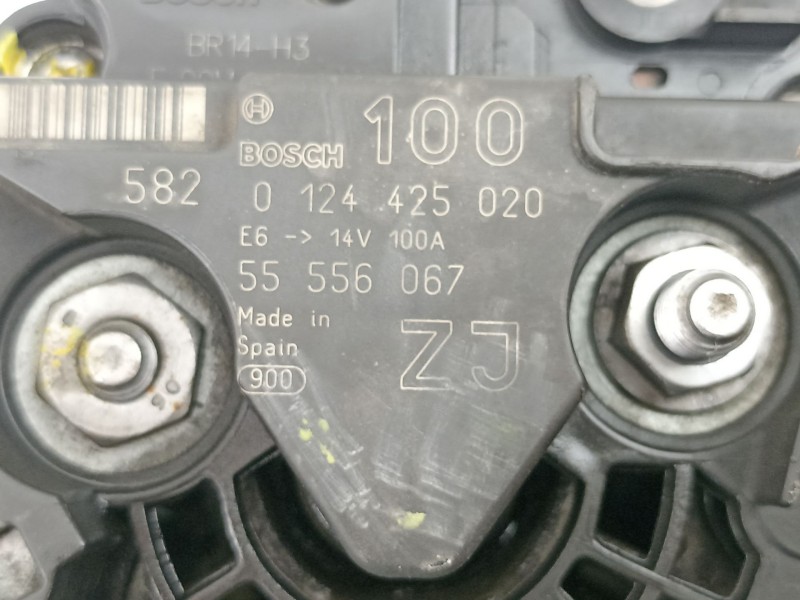 BR14-H3
BOSCH 100
582 0 124 425 020
E6 -> 14V 100A
55 556 067
Made in
Spain
ZJ
900